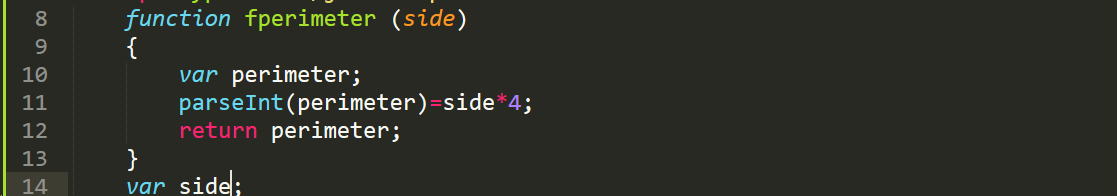 8 function fperimeter (side)
9 {
10 var perimeter;
11 parseInt(perimeter)=side*4;
12 return perimeter;
13 }
14 var side;